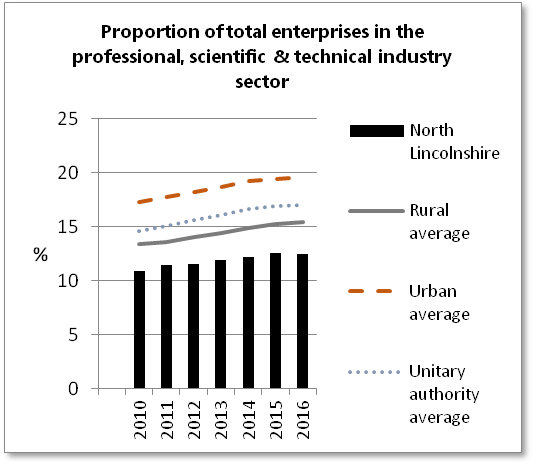 Proportion of total enterprises in the
professional, scientific & technical industry
sector
25
20
15
%
10
5
0
2010
2011
2012
2013
2014
2015
2016
North
Lincolnshire
Rural
average
Urban
average
Unitary
authority
average